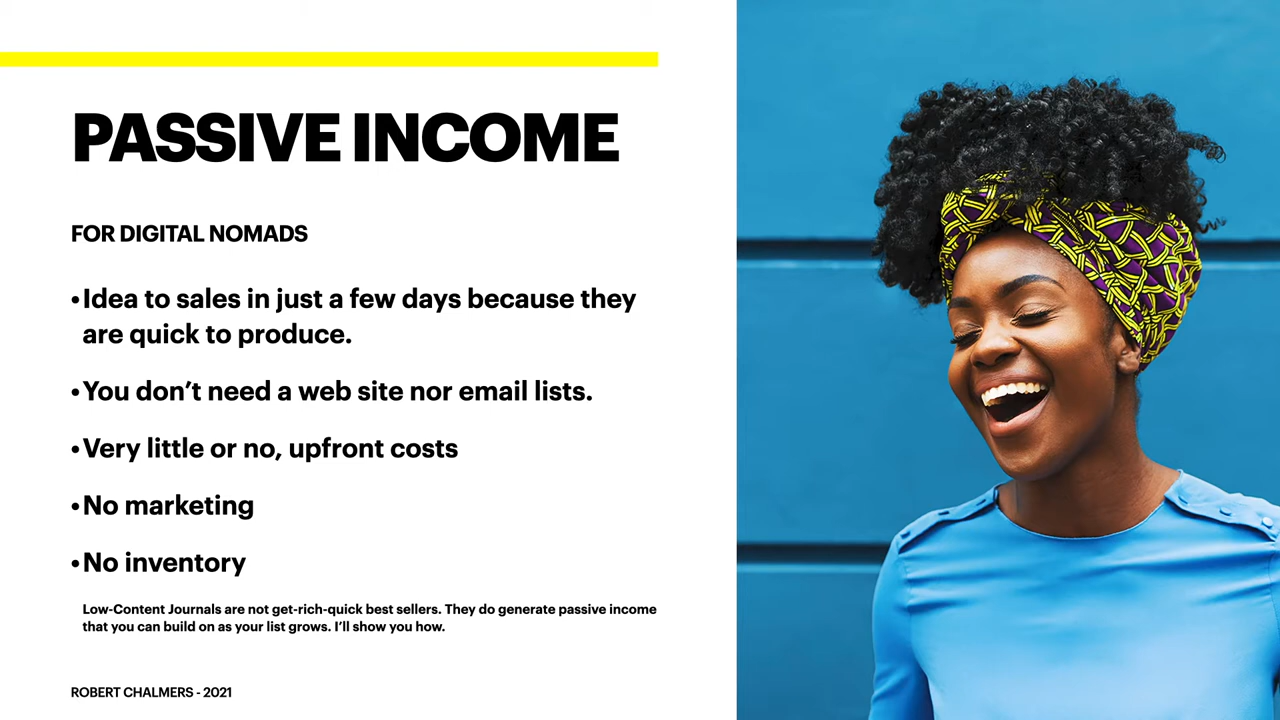 PASSIVE INCOME
FOR DIGITAL NOMADS
• Idea to sales in just a few days because they
are quick to produce.
• You don’t need a web site nor email lists.
• Very little or no, upfront costs
• No marketing
• No inventory
Low-Content Journals are not get-rich-quick best sellers. They do generate passive income
that you can build on as your list grows. I’ll show you how.
ROBERT CHALMERS - 2021